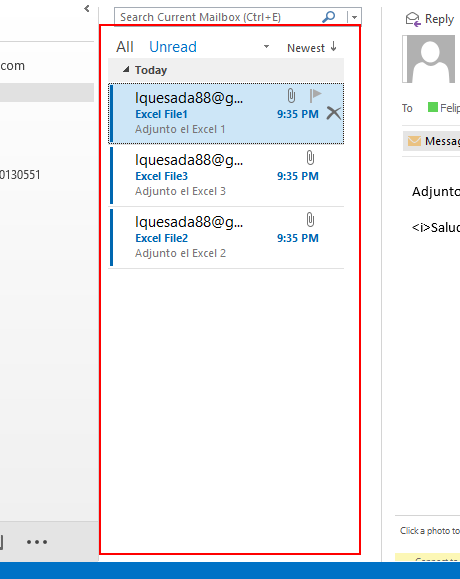 Search Current Mailbox (Ctrl+E)
All Unread Newest
Today
lquesada88@g...
Excel File1 9:35 PM
Adjunto el Excel 1
lquesada88@g...
Excel File3 9:35 PM
Adjunto el Excel 3
lquesada88@g...
Excel File2 9:35 PM
Adjunto el Excel 2
com
0130551
Reply
To Felip
Messag
Adjunto
<i>Salud
Click a photo to